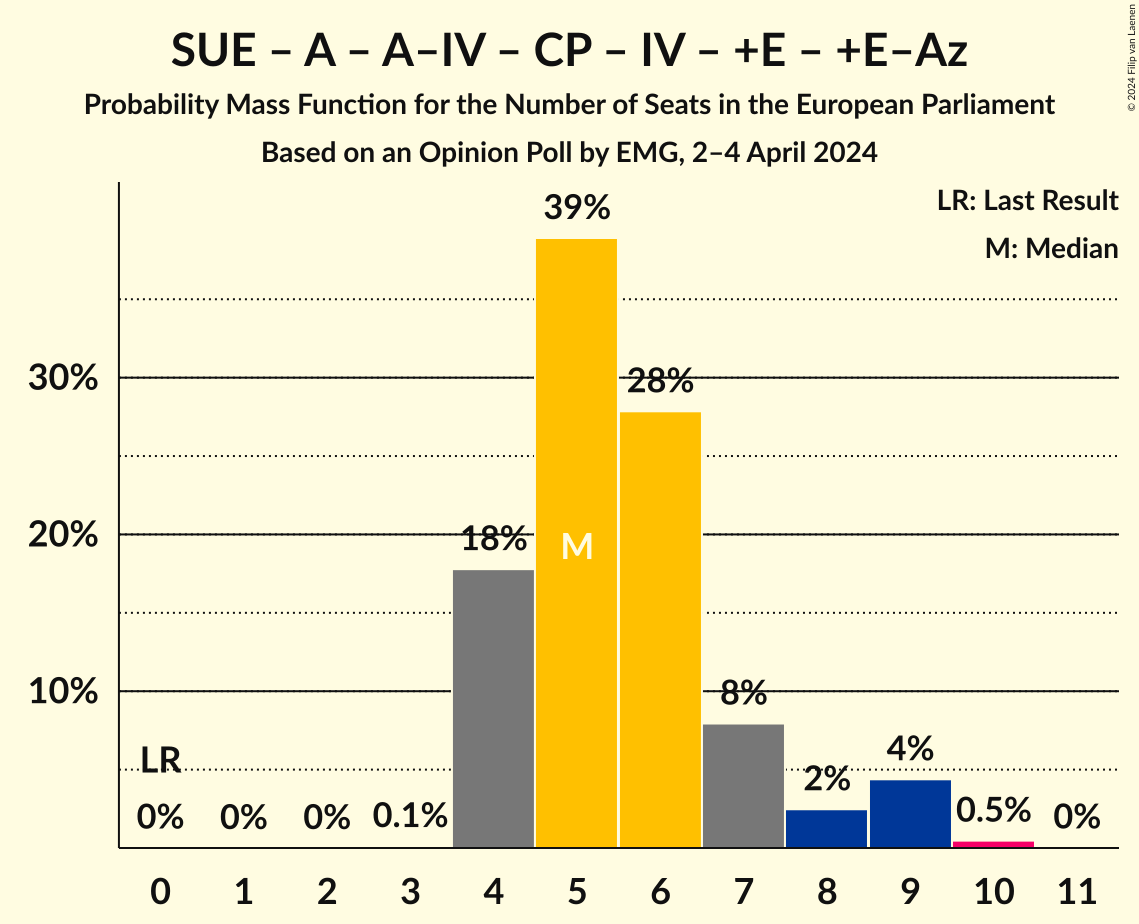 SUE – A – A–IV – CP – IV – +E – +E–Az
Probability Mass Function for the Number of Seats in the European Parliament
Based on an Opinion Poll by EMG, 2–4 April 2024
© 2024 Filip van Laenen
LR: Last Result
M: Median
30%
20%
10%
LR
M
0%
0%
0%
0.1%
18%
39%
28%
8%
2%
4%
0.5%
0%
0 1 2 3 4 5 6 7 8 9 10 11